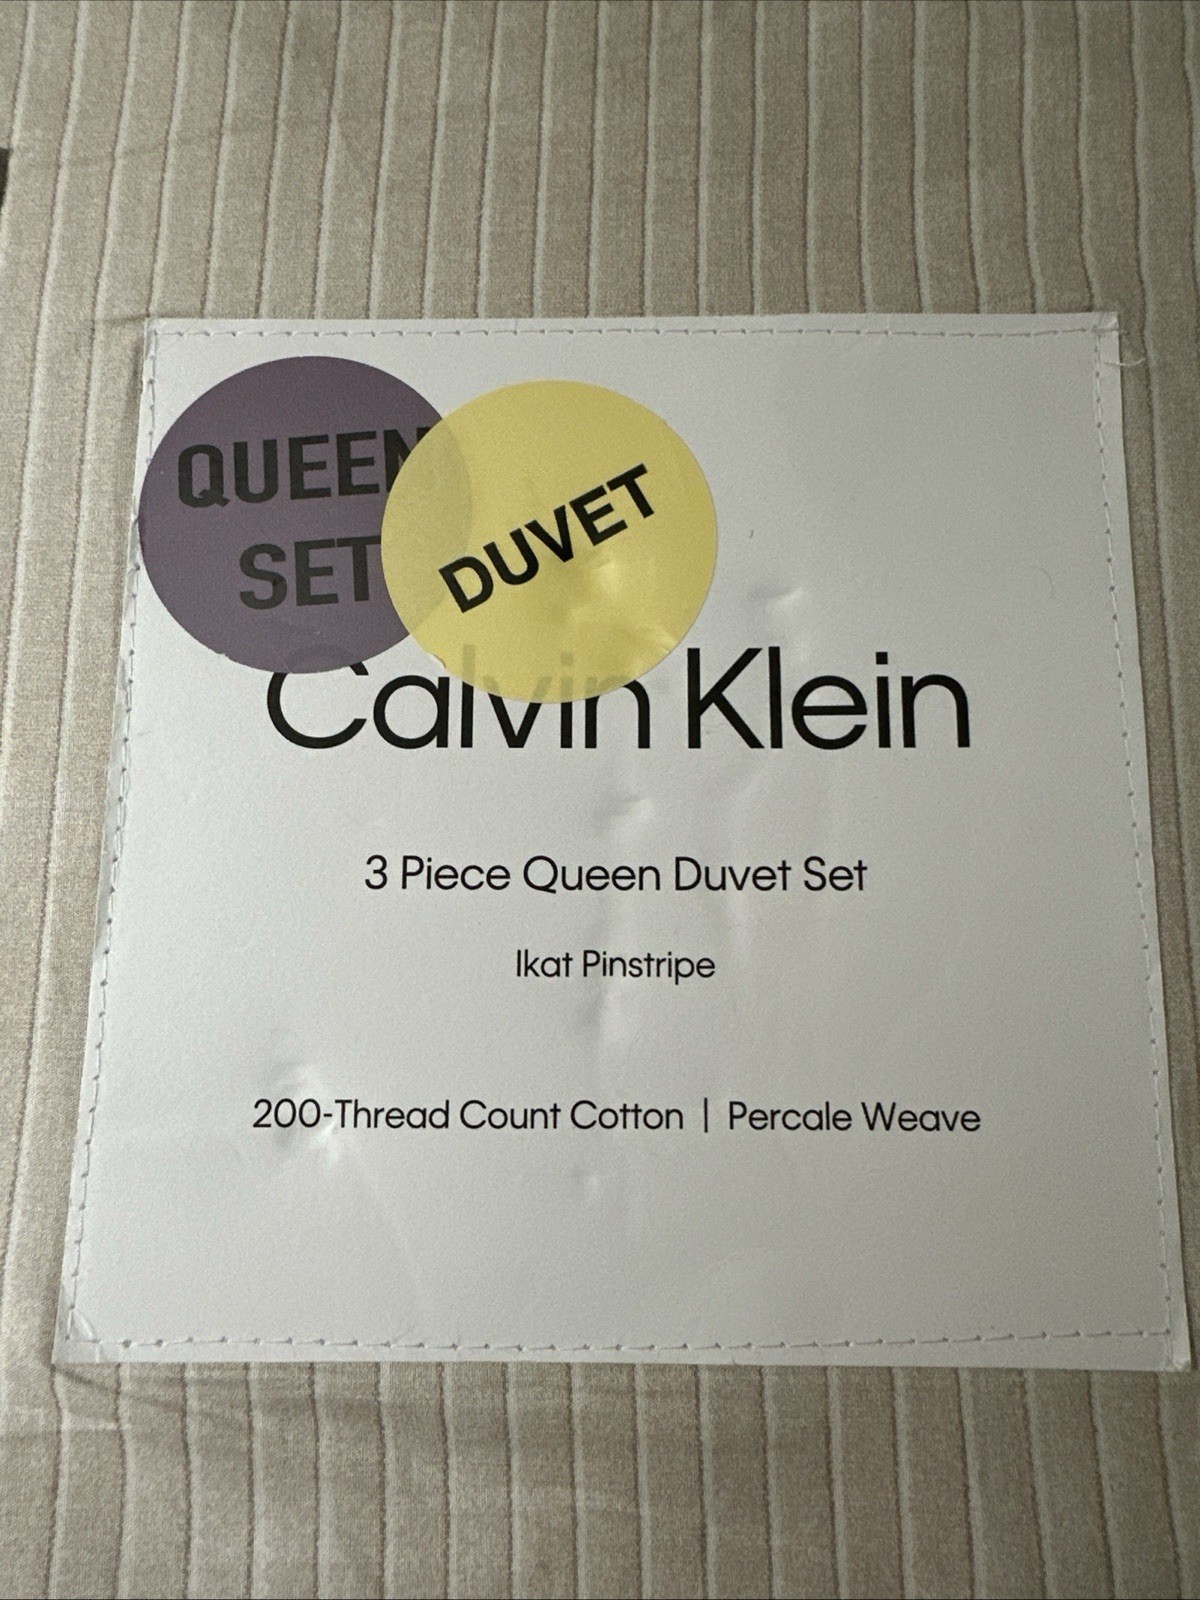 QUEEN
SET
DUVET
Calvin Klein
3 Piece Queen Duvet Set
Ikat Pinstripe
200-Thread Count Cotton | Percale Weave